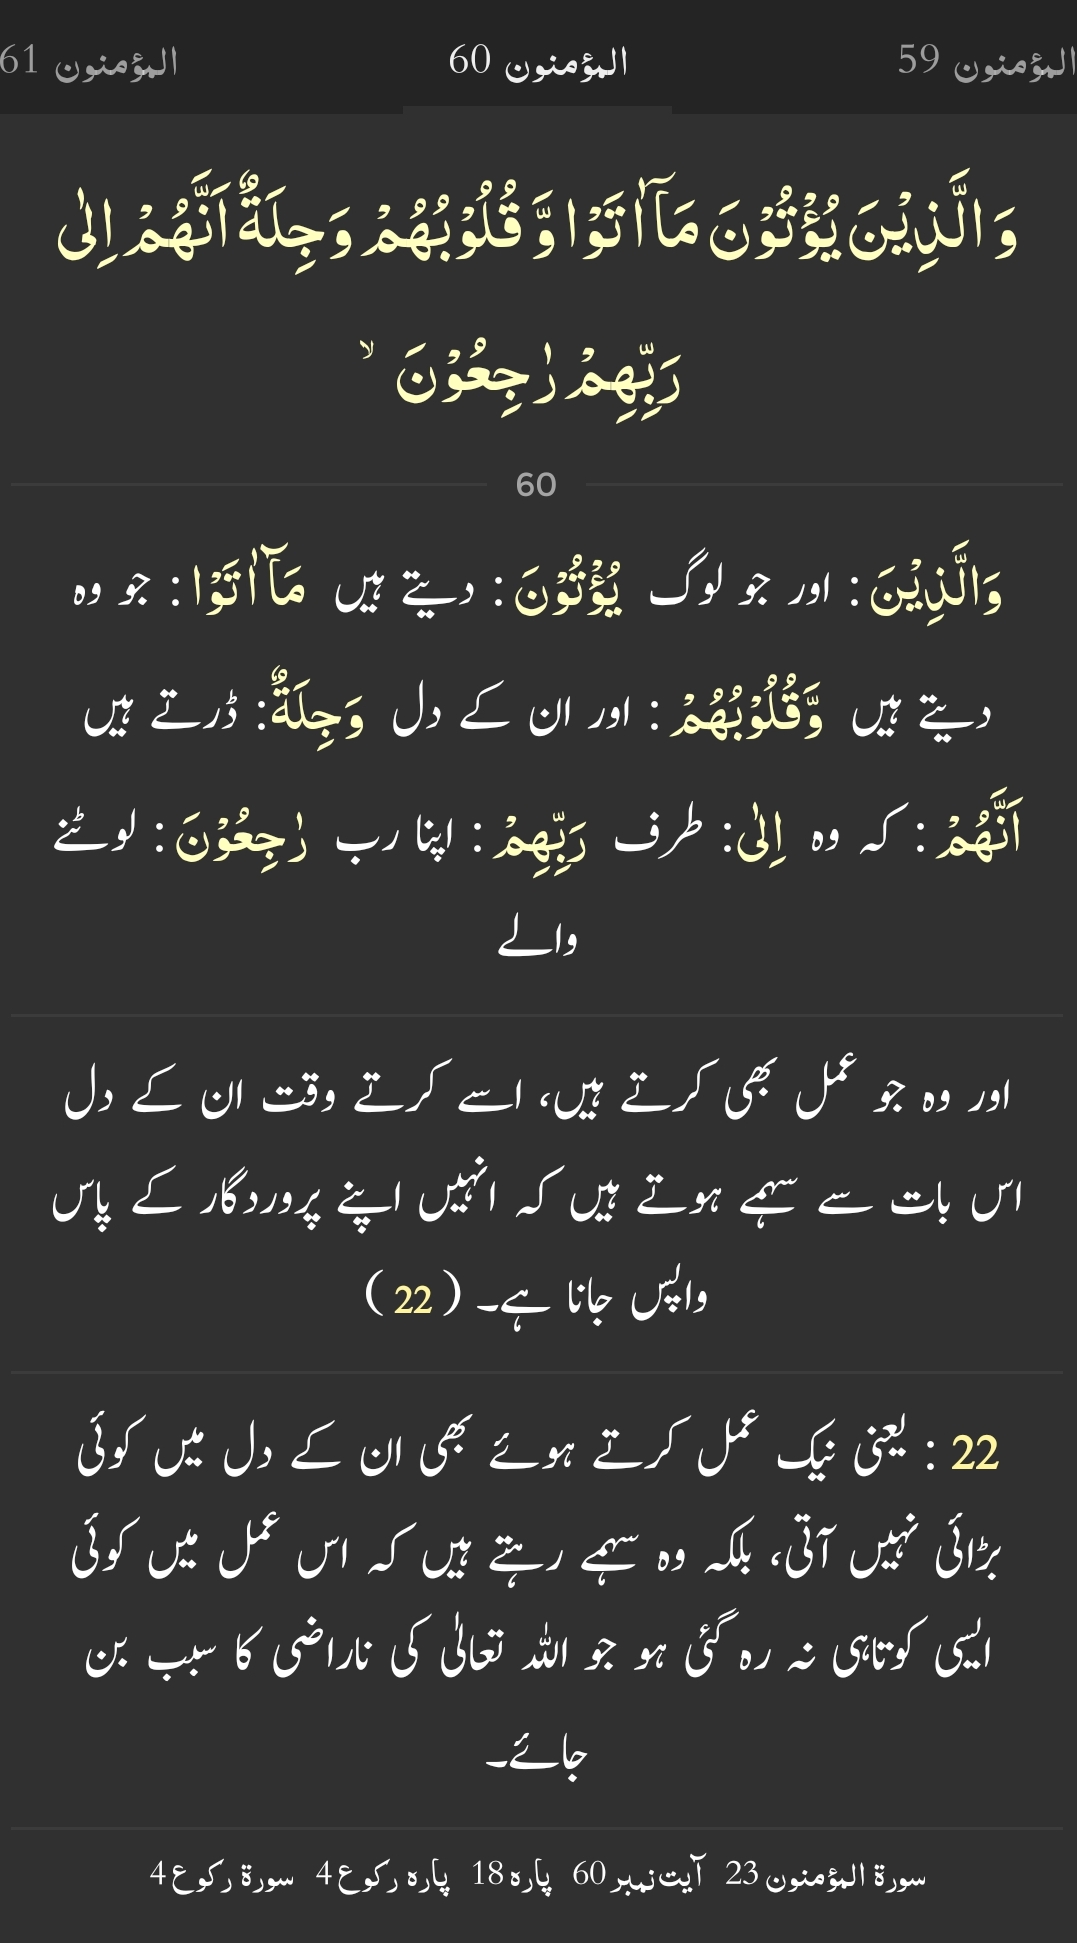 المؤمنون 59 المؤمنون 60 المؤمنون 61
وَ الَّذِیۡنَ یُؤۡتُوۡنَ مَاۤ اٰتَوۡا وَّ قُلُوۡبُہُمۡ وَجِلَۃٌ اَنَّہُمۡ اِلٰی
رَبِّہِمۡ رٰجِعُوۡنَ ﴿ۙ
60
وَالَّذِیۡنَ : اور جو لوگ یُؤۡتُوۡنَ : دیتے ہیں مَاۤ اٰتَوۡا : جو وہ
دیتے ہیں وَّقُلُوۡبُہُمۡ : اور ان کے دل وَجِلَۃٌ : ڈرتے ہیں
اَنَّہُمۡ : کہ وہ اِلٰی : طرف رَبِّہِمۡ : اپنا رب رٰجِعُوۡنَ : لوٹنے
والے
اور وہ جو عمل بھی کرتے ہیں، اسے کرتے وقت ان کے دل
اس بات سے سہمے ہوتے ہیں کہ انہیں اپنے پروردگار کے پاس
واپس جانا ہے۔ ( 22 )
22 : یعنی نیک عمل کرتے ہوئے بھی ان کے دل میں کوئی
بڑائی نہیں آتی، بلکہ وہ سہمے رہتے ہیں کہ اس عمل میں کوئی
ایسی کوتاہی نہ رہ گئی ہو جو اللہ تعالٰی کی ناراضی کا سبب بن
جائے۔
سورۃ المؤمنون 23 آیت نمبر 60 پارہ 18 پارہ رکوع 4 سورۃ رکوع 4